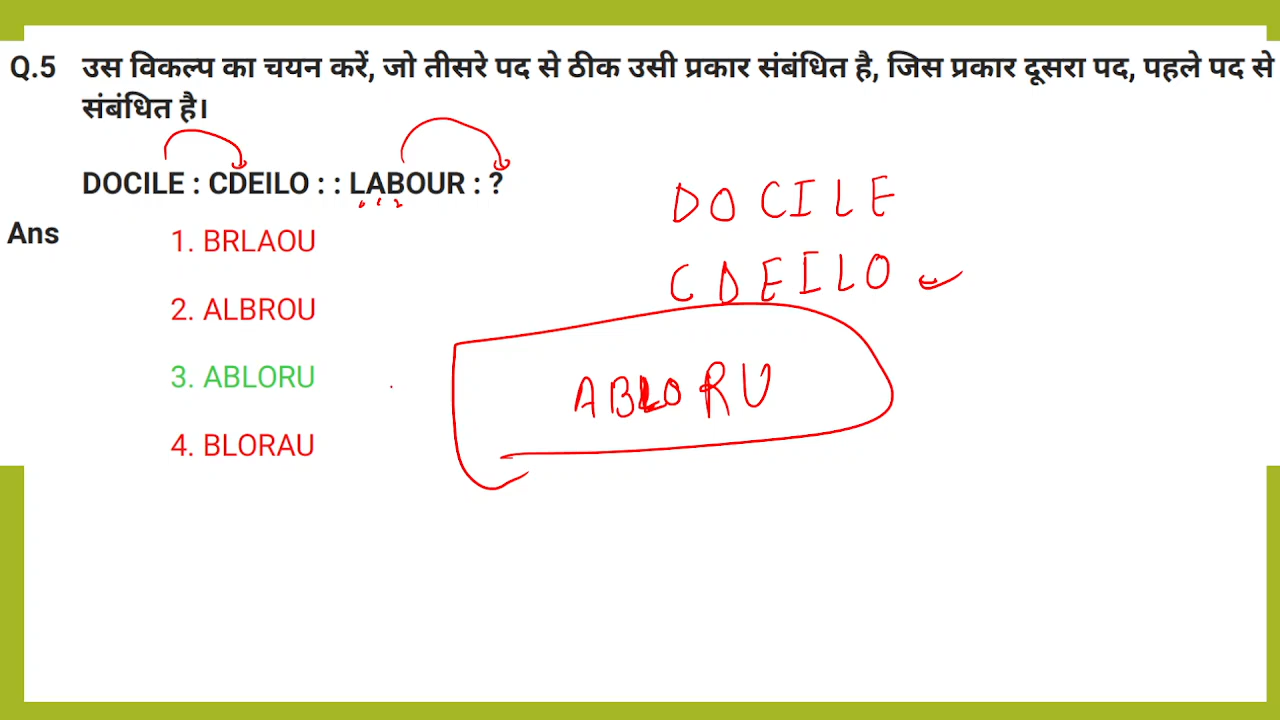 Q.5 उस विकल्प का चयन करें, जो तीसरे पद से ठीक उसी प्रकार संबंधित है, जिस प्रकार दूसरा पद, पहले पद से
संबंधित है।
DOCILE : CDEILO : : LABOUR : ?
Ans
1. BRLAOU
2. ALBROU
3. ABLORU
4. BLORAU
DOCILE
CDEILO
ABLORU